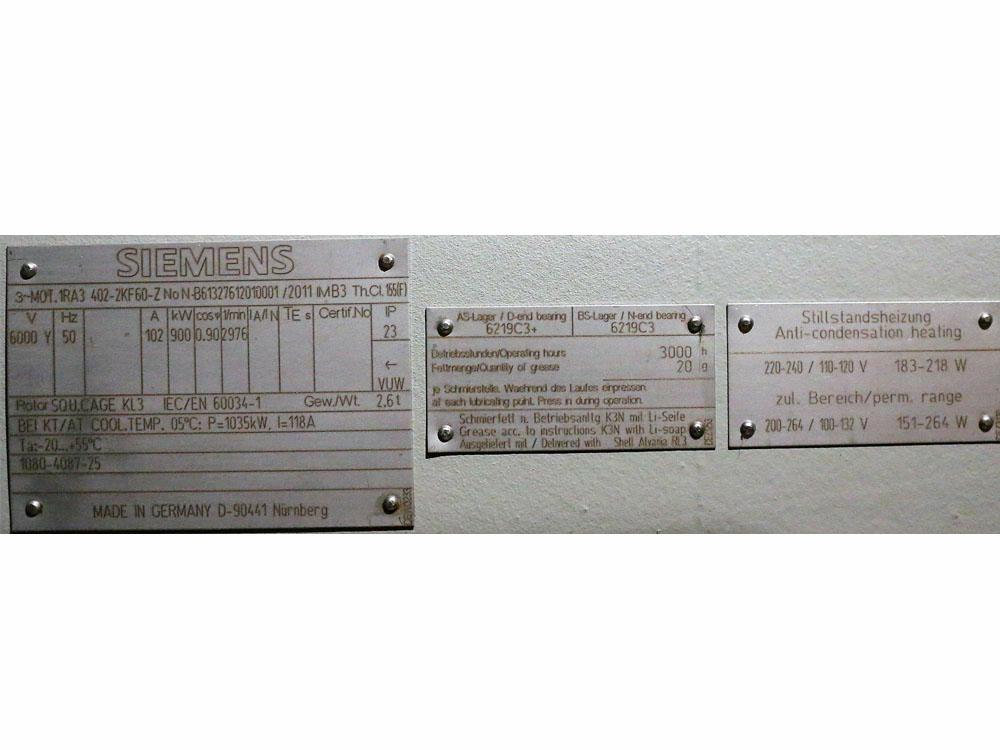 SIEMENS
3~MOT. 1RA3 402-2KF60-Z No N-B61327612010001 /2011 IM B3 Th.Cl. 155(F)
V Hz A kW cosφ 1/min IA/IN TE s Certif.No IP
6000 Y 50 102 900 0.90 2976 23
←
VUW
Rotor SQU.CAGE KL3 IEC/EN 60034-1 Gew./Wt. 2,6 t
BEI KT/AT COOL.TEMP. 05°C: P=1035kW, I=118A
Ta:-20...+55°C
1080-4087-25
MADE IN GERMANY D-90441 Nürnberg
AS-Lager / D-end bearing BS-Lager / N-end bearing
6219C3+ 6219C3
Betriebsstunden/Operating hours 3000 h
Fettmenge/Quantity of grease 20 g
je Schmierstelle. Waehrend des Laufes einpressen.
at each lubricating point. Press in during operation.
Schmierfett n. Betriebsanltg K3N mit Li-Seife
Grease acc. to instructions K3N with Li-soap
Ausgeliefert mit / Delivered with Shell Alvania RL3
Stillstandsheizung
Anti-condensation heating
220-240 / 110-120 V 183-218 W
zul. Bereich/perm. range
200-264 / 100-132 V 151-264 W